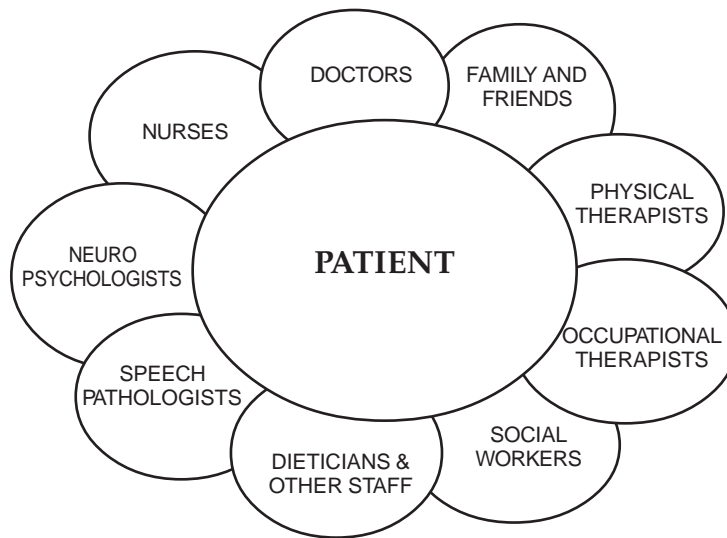 DOCTORS
FAMILY AND
FRIENDS
NURSES
PHYSICAL
THERAPISTS
NEURO
PSYCHOLOGISTS
PATIENT
OCCUPATIONAL
THERAPISTS
SPEECH
PATHOLOGISTS
SOCIAL
WORKERS
DIETICIANS &
OTHER STAFF